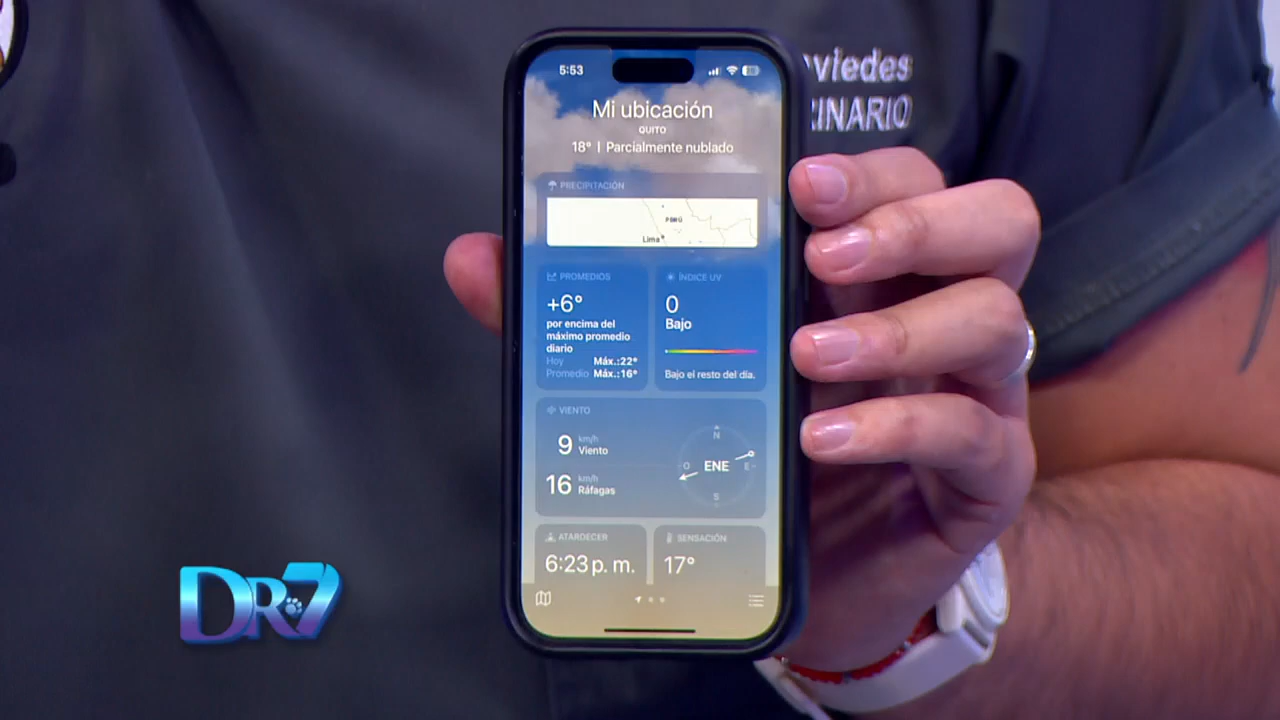 viedes
5:53
Mi ubicación
QUITO
18° | Parcialmente nublado
PRECIPITACIÓN
PERÚ
Lima
PROMEDIOS
+6°
por encima del
máximo promedio
diario
Hoy Máx.:22°
Promedio Máx.:16°
ÍNDICE UV
0
Bajo
Bajo el resto del día.
VIENTO
9 km/h
Viento
16 km/h
Ráfagas
N
O ENE E
S
ATARDECER
6:23 p. m.
SENSACIÓN
17°
DR.7